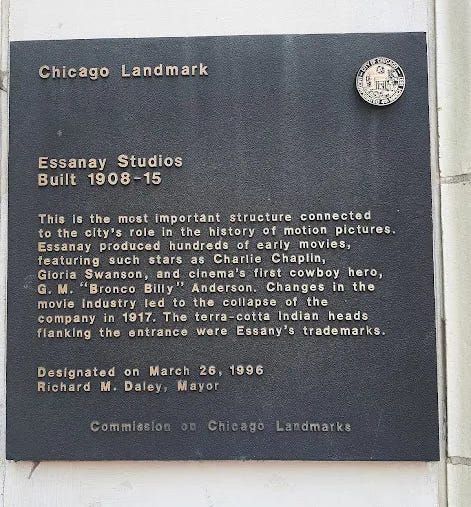 Chicago Landmark
Essanay Studios
Built 1908-15
This is the most important structure connected
to the city's role in the history of motion pictures.
Essanay produced hundreds of early movies,
featuring such stars as Charlie Chaplin,
Gloria Swanson, and cinema's first cowboy hero,
G. M. "Bronco Billy" Anderson. Changes in the
movie industry led to the collapse of the
company in 1917. The terra-cotta Indian heads
flanking the entrance were Essany's trademarks.
Designated on March 26, 1996
Richard M. Daley, Mayor
Commission on Chicago Landmarks